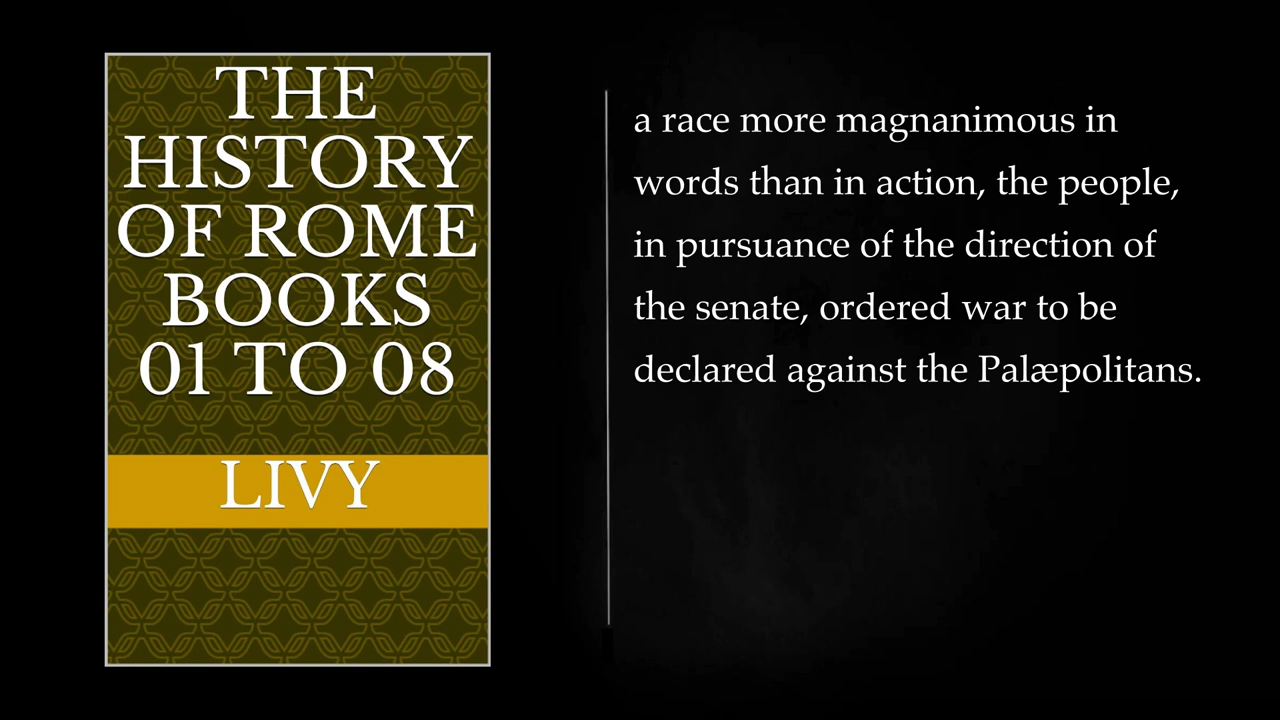 THE
HISTORY
OF ROME
BOOKS
01 TO 08
LIVY
a race more magnanimous in
words than in action, the people,
in pursuance of the direction of
the senate, ordered war to be
declared against the Palæpolitans.